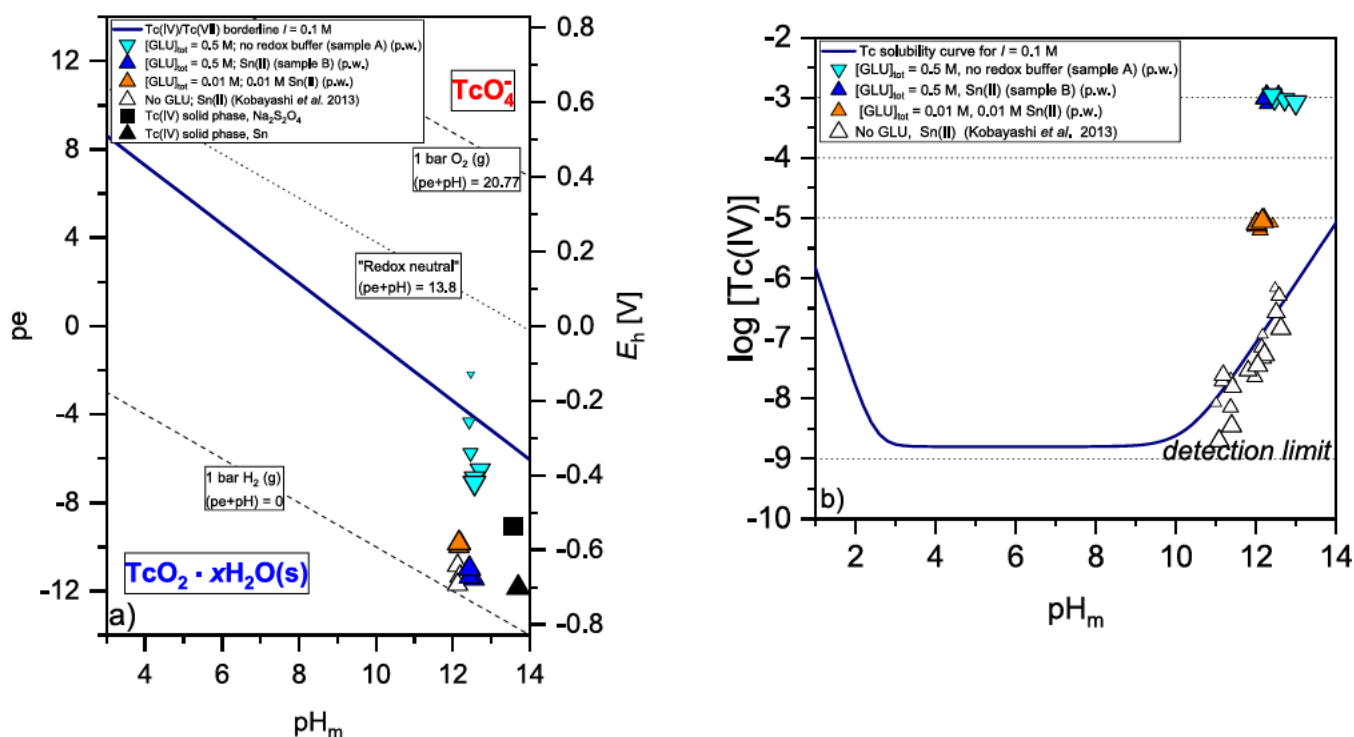 Tc(IV)/Tc(VII) borderline I = 0.1 M
[GLU]tot = 0.5 M; no redox buffer (sample A) (p.w.)
[GLU]tot = 0.5 M; Sn(II) (sample B) (p.w.)
[GLU]tot = 0.01 M; 0.01 M Sn(II) (p.w.)
No GLU; Sn(II) (Kobayashi et al. 2013)
Tc(IV) solid phase, Na2S2O4
Tc(IV) solid phase, Sn
TcO4-
1 bar O2 (g)
(pe+pH) = 20.77
"Redox neutral"
(pe+pH) = 13.8
1 bar H2 (g)
(pe+pH) = 0
TcO2 · xH2O(s)
a)
12
8
4
0
-4
-8
-12
pe
0.8
0.6
0.4
0.2
0.0
-0.2
-0.4
-0.6
-0.8
Eh [V]
4 6 8 10 12 14
pHm
Tc solubility curve for I = 0.1 M
[GLU]tot = 0.5 M, no redox buffer (sample A) (p.w.)
[GLU]tot = 0.5 M, Sn(II) (sample B) (p.w.)
[GLU]tot = 0.01 M, 0.01 M Sn(II) (p.w.)
No GLU, Sn(II) (Kobayashi et al. 2013)
detection limit
b)
-2
-3
-4
-5
-6
-7
-8
-9
-10
log [Tc(IV)]
2 4 6 8 10 12 14
pHm